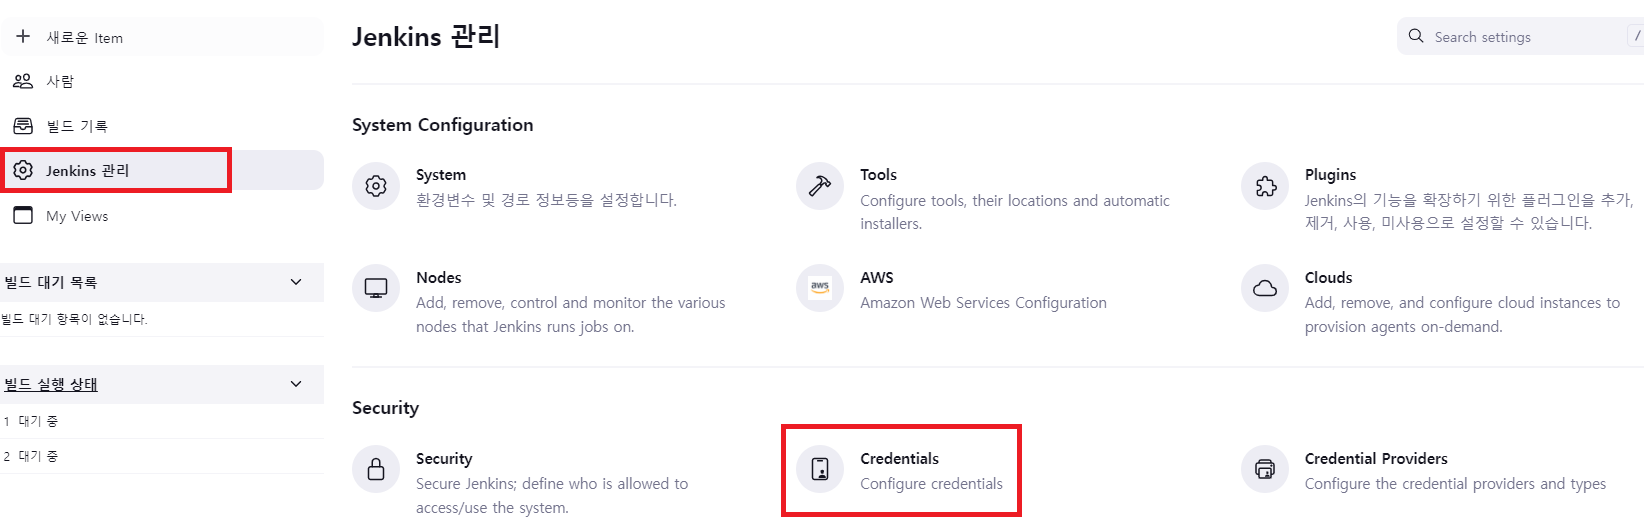 새로운 Item
사람
빌드 기록
Jenkins 관리
My Views
빌드 대기 목록
빌드 대기 항목이 없습니다.
빌드 실행 상태
1 대기 중
2 대기 중
Jenkins 관리
Search settings
/
System Configuration
System
환경변수 및 경로 정보등을 설정합니다.
Tools
Configure tools, their locations and automatic
installers.
Plugins
Jenkins의 기능을 확장하기 위한 플러그인을 추가,
제거, 사용, 미사용으로 설정할 수 있습니다.
Nodes
Add, remove, control and monitor the various
nodes that Jenkins runs jobs on.
aws
AWS
Amazon Web Services Configuration
Clouds
Add, remove, and configure cloud instances to
provision agents on-demand.
Security
Security
Secure Jenkins; define who is allowed to
access/use the system.
Credentials
Configure credentials
Credential Providers
Configure the credential providers and types